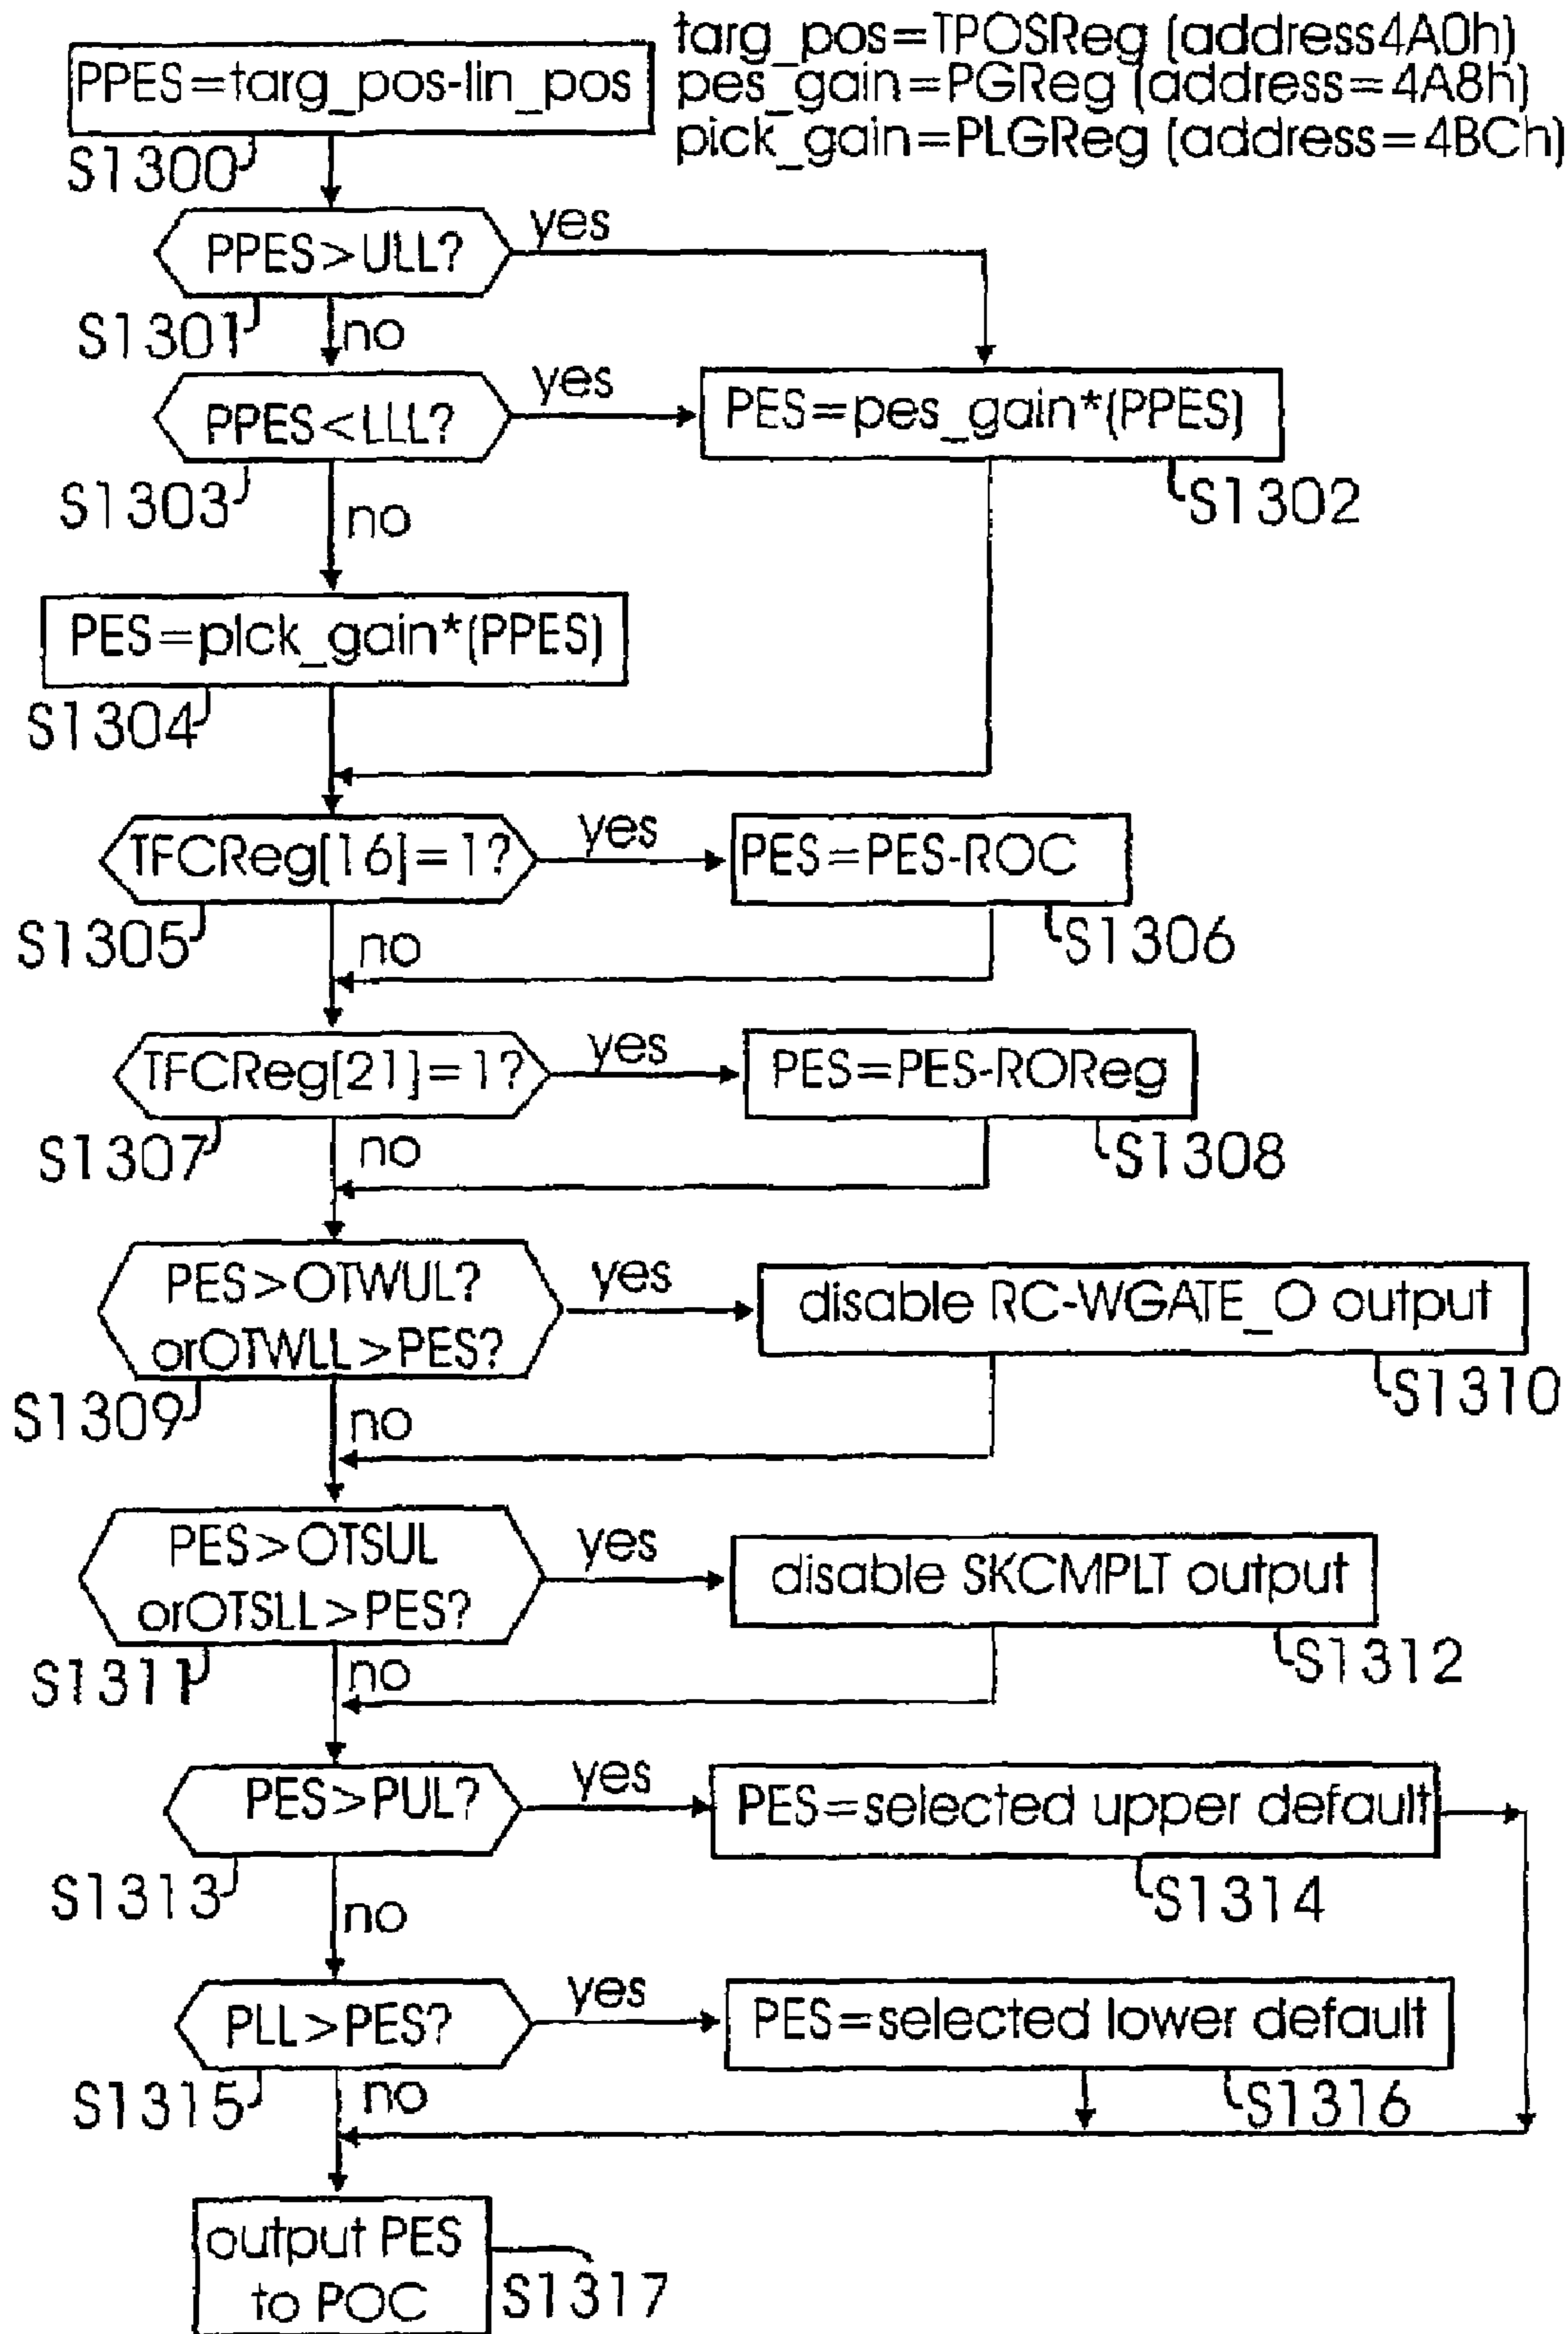 targ_pos=TPOSReg (address4A0h)
PPES=targ_pos-lin_pos
pes_gain=PGReg (address=4A8h)
pick_gain=PLGReg (address=4BCh)
S1300
PPES>ULL?
yes
S1301
no
PPES<LLL?
yes
PES=pes_gain*(PPES)
S1303
no
S1302
PES=plck_gain*(PPES)
S1304
TFCReg[16]=1?
yes
PES=PES-ROC
S1305
no
S1306
TFCReg[21]=1?
yes
PES=PES-ROReg
S1307
no
S1308
PES>OTWUL?
orOTWLL>PES?
yes
disable RC-WGATE_O output
S1309
no
S1310
PES>OTSUL
orOTSLL>PES?
yes
disable SKCMPLT output
S1311
no
S1312
PES>PUL?
yes
PES=selected upper default
S1313
no
S1314
PLL>PES?
yes
PES=selected lower default
S1315
no
S1316
output PES
to POC
S1317